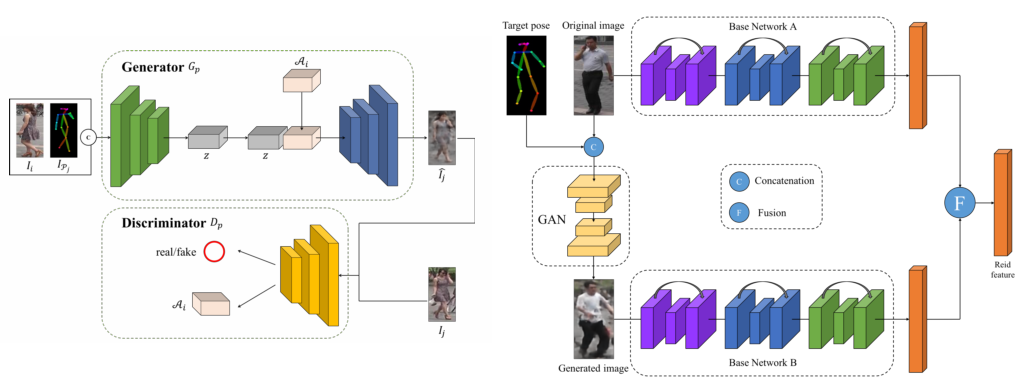 Generator G_p
𝒜_i
I_i
I_{𝒫_j}
c
z
z
Î_j
Discriminator D_p
real/fake
𝒜_i
I_j
Target pose
Original image
Base Network A
C
GAN
C
Concatenation
F
Fusion
F
Reid
feature
Generated image
Base Network B